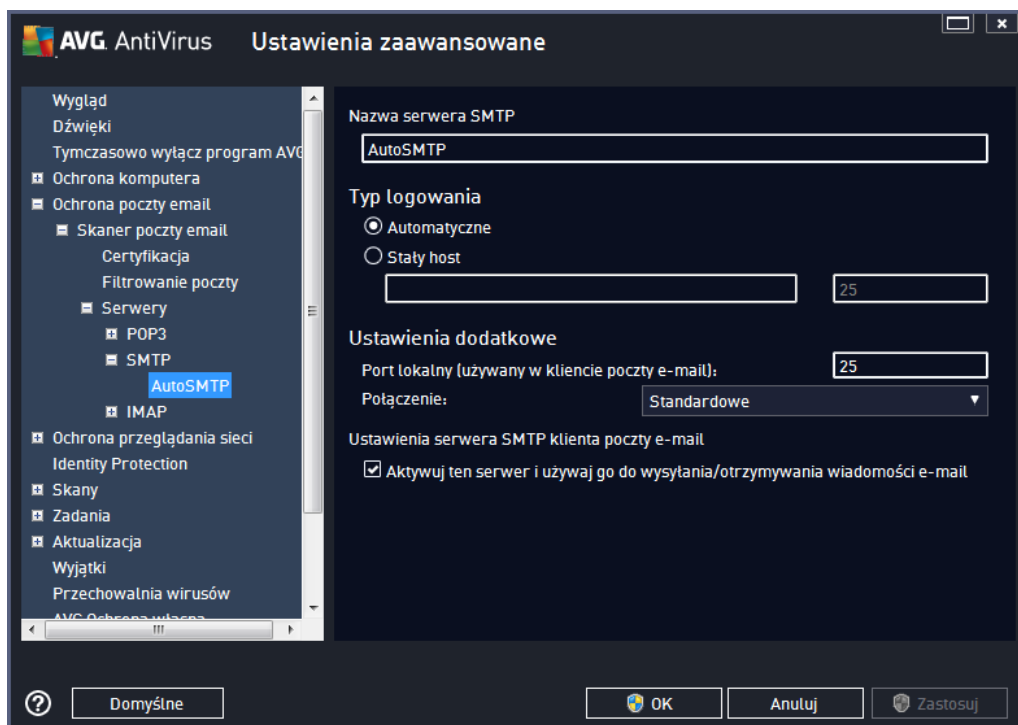 AVG. AntiVirus Ustawienia zaawansowane
Wygląd
Dźwięki
Tymczasowo wyłącz program AVG
Ochrona komputera
Ochrona poczty email
Skaner poczty email
Certyfikacja
Filtrowanie poczty
Serwery
POP3
SMTP
AutoSMTP
IMAP
Ochrona przeglądania sieci
Identity Protection
Skany
Zadania
Aktualizacja
Wyjątki
Przechowalnia wirusów
AVG Ochrona własna
Nazwa serwera SMTP
AutoSMTP
Typ logowania
Automatyczne
Stały host
25
Ustawienia dodatkowe
Port lokalny (używany w kliencie poczty e-mail): 25
Połączenie: Standardowe
Ustawienia serwera SMTP klienta poczty e-mail
Aktywuj ten serwer i używaj go do wysyłania/otrzymywania wiadomości e-mail
? Domyślne OK Anuluj Zastosuj